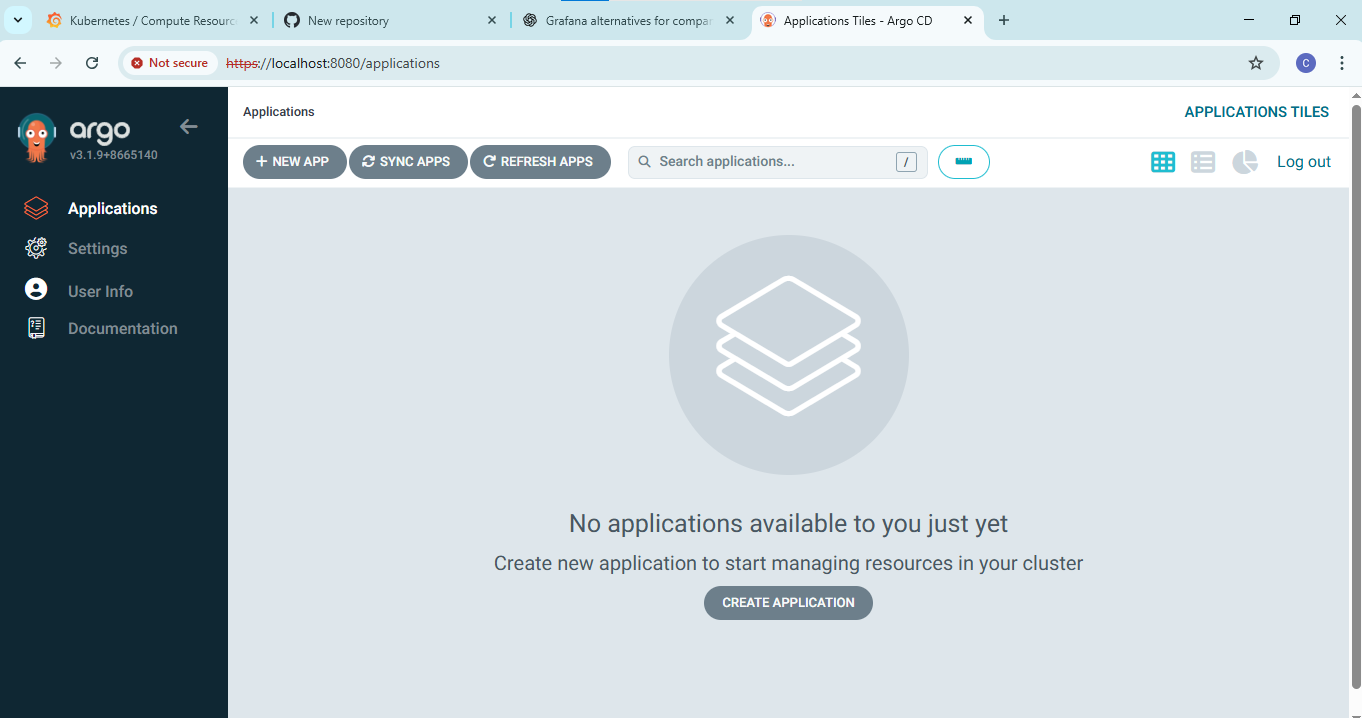 Kubernetes / Compute Resourc
New repository
Grafana alternatives for compa
Applications Tiles - Argo CD
Not secure
https://localhost:8080/applications
C
argo
v3.1.9+8665140
Applications
Settings
User Info
Documentation
Applications
APPLICATIONS TILES
NEW APP
SYNC APPS
REFRESH APPS
Search applications...
/
Log out
No applications available to you just yet
Create new application to start managing resources in your cluster
CREATE APPLICATION